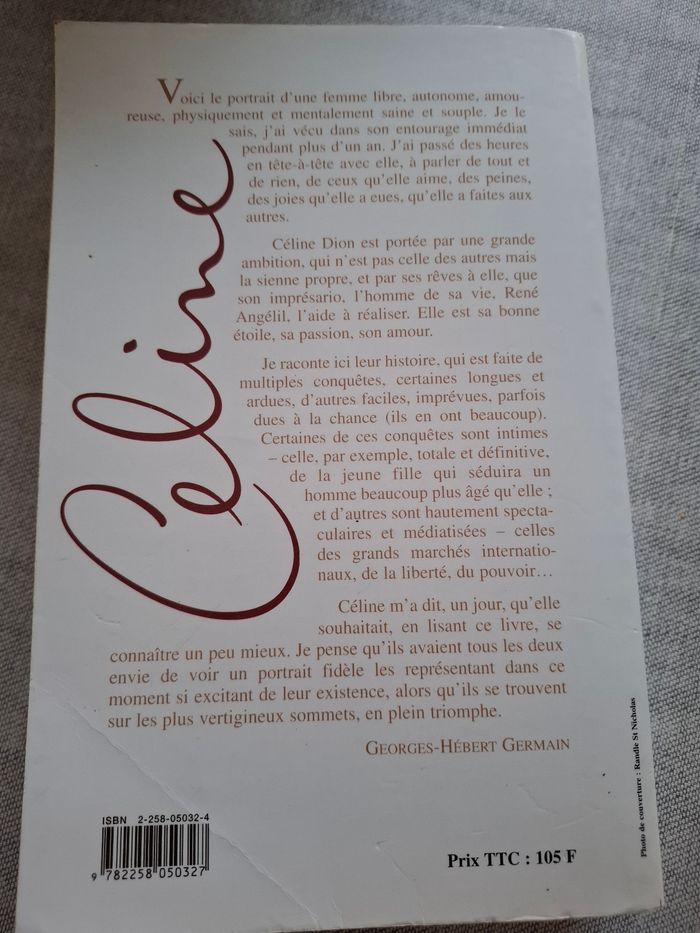 Voici le portrait d'une femme libre, autonome, amou-
reuse, physiquement et mentalement saine et souple. Je le
sais, j'ai vécu dans son entourage immédiat
pendant plus d'un an. J'ai passé des heures
en tête-à-tête avec elle, à parler de tout et
de rien, de ceux qu'elle aime, des peines,
des joies qu'elle a eues, qu'elle a faites aux
autres.
Céline Dion est portée par une grande
ambition, qui n'est pas celle des autres mais
la sienne propre, et par ses rêves à elle, que
son imprésario, l'homme de sa vie, René
Angélil, l'aide à réaliser. Elle est sa bonne
étoile, sa passion, son amour.
Je raconte ici leur histoire, qui est faite de
multiples conquêtes, certaines longues et
ardues, d'autres faciles, imprévues, parfois
dues à la chance (ils en ont beaucoup).
Certaines de ces conquêtes sont intimes
– celle, par exemple, totale et définitive,
de la jeune fille qui séduira un
homme beaucoup plus âgé qu'elle ;
et d'autres sont hautement specta-
culaires et médiatisées – celles
des grands marchés internatio-
naux, de la liberté, du pouvoir…
Céline m'a dit, un jour, qu'elle
souhaitait, en lisant ce livre, se
connaître un peu mieux. Je pense qu'ils avaient tous les deux
envie de voir un portrait fidèle les représentant dans ce
moment si excitant de leur existence, alors qu'ils se trouvent
sur les plus vertigineux sommets, en plein triomphe.
GEORGES-HÉBERT GERMAIN
Céline
ISBN 2-258-05032-4
9 782258 050327
Prix TTC : 105 F
Photo de couverture : Randle St Nicholas